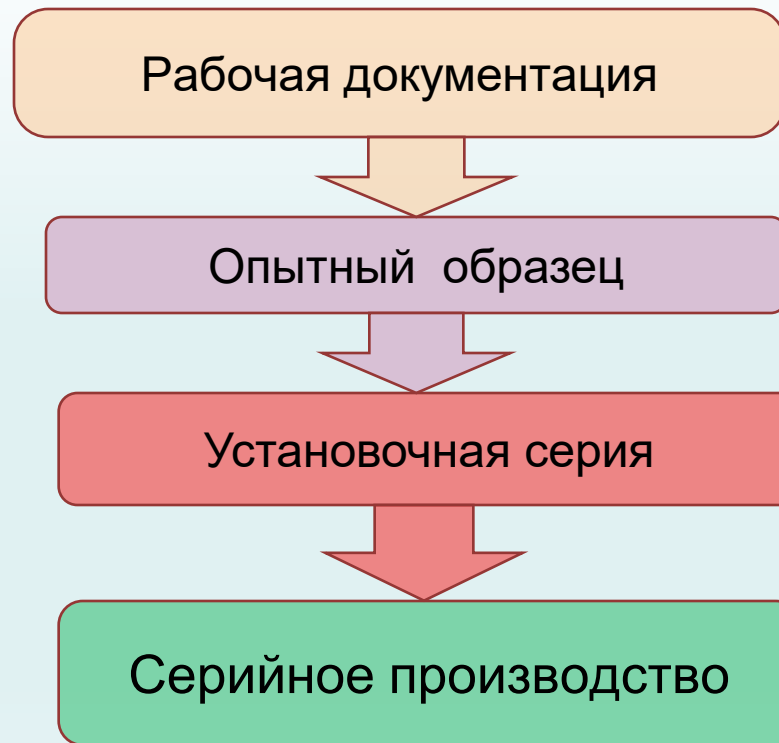 Рабочая документация
Опытный образец
Установочная серия
Серийное производство